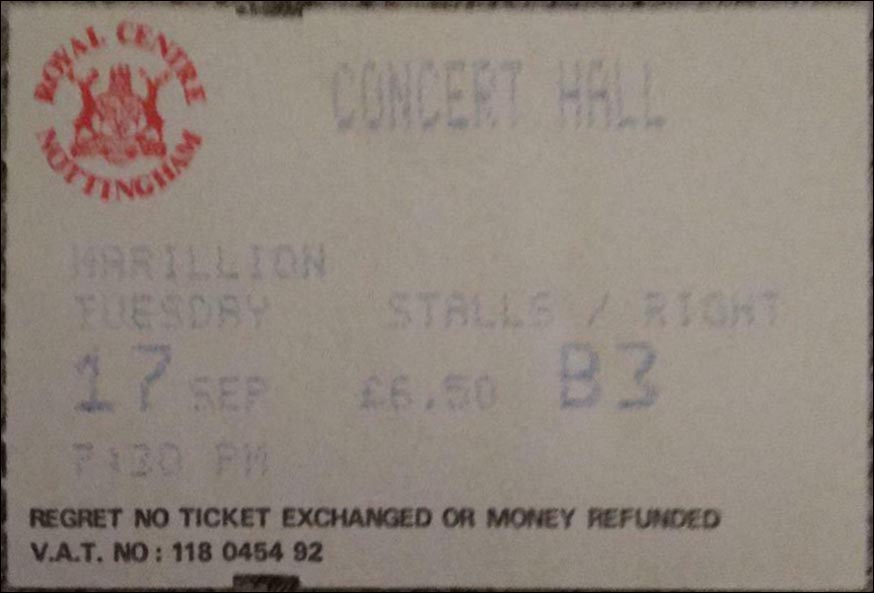 ROYAL CENTRE
NOTTINGHAM
CONCERT HALL
MARILLION
TUESDAY STALLS / RIGHT
17 SEP £6.50 B3
7:30 PM
REGRET NO TICKET EXCHANGED OR MONEY REFUNDED
V.A.T. NO : 118 0454 92